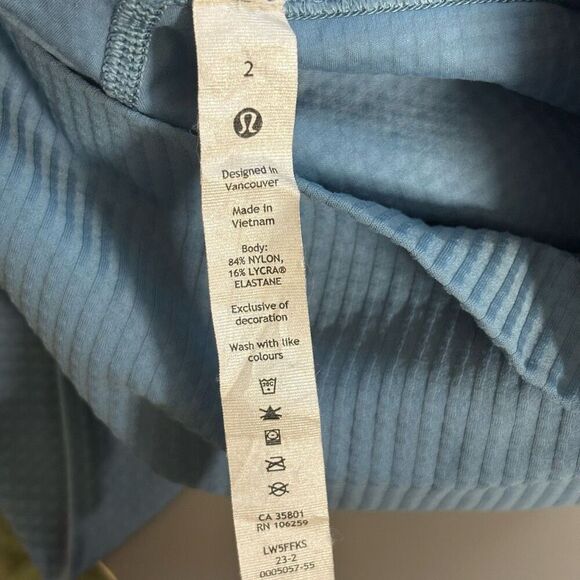 2
Designed in
Vancouver
Made in
Vietnam
Body:
84% NYLON,
16% LYCRA®
ELASTANE
Exclusive of
decoration
Wash with like
colours
CA 35801
RN 106259
LW5FFKS
23-2
0005057-55